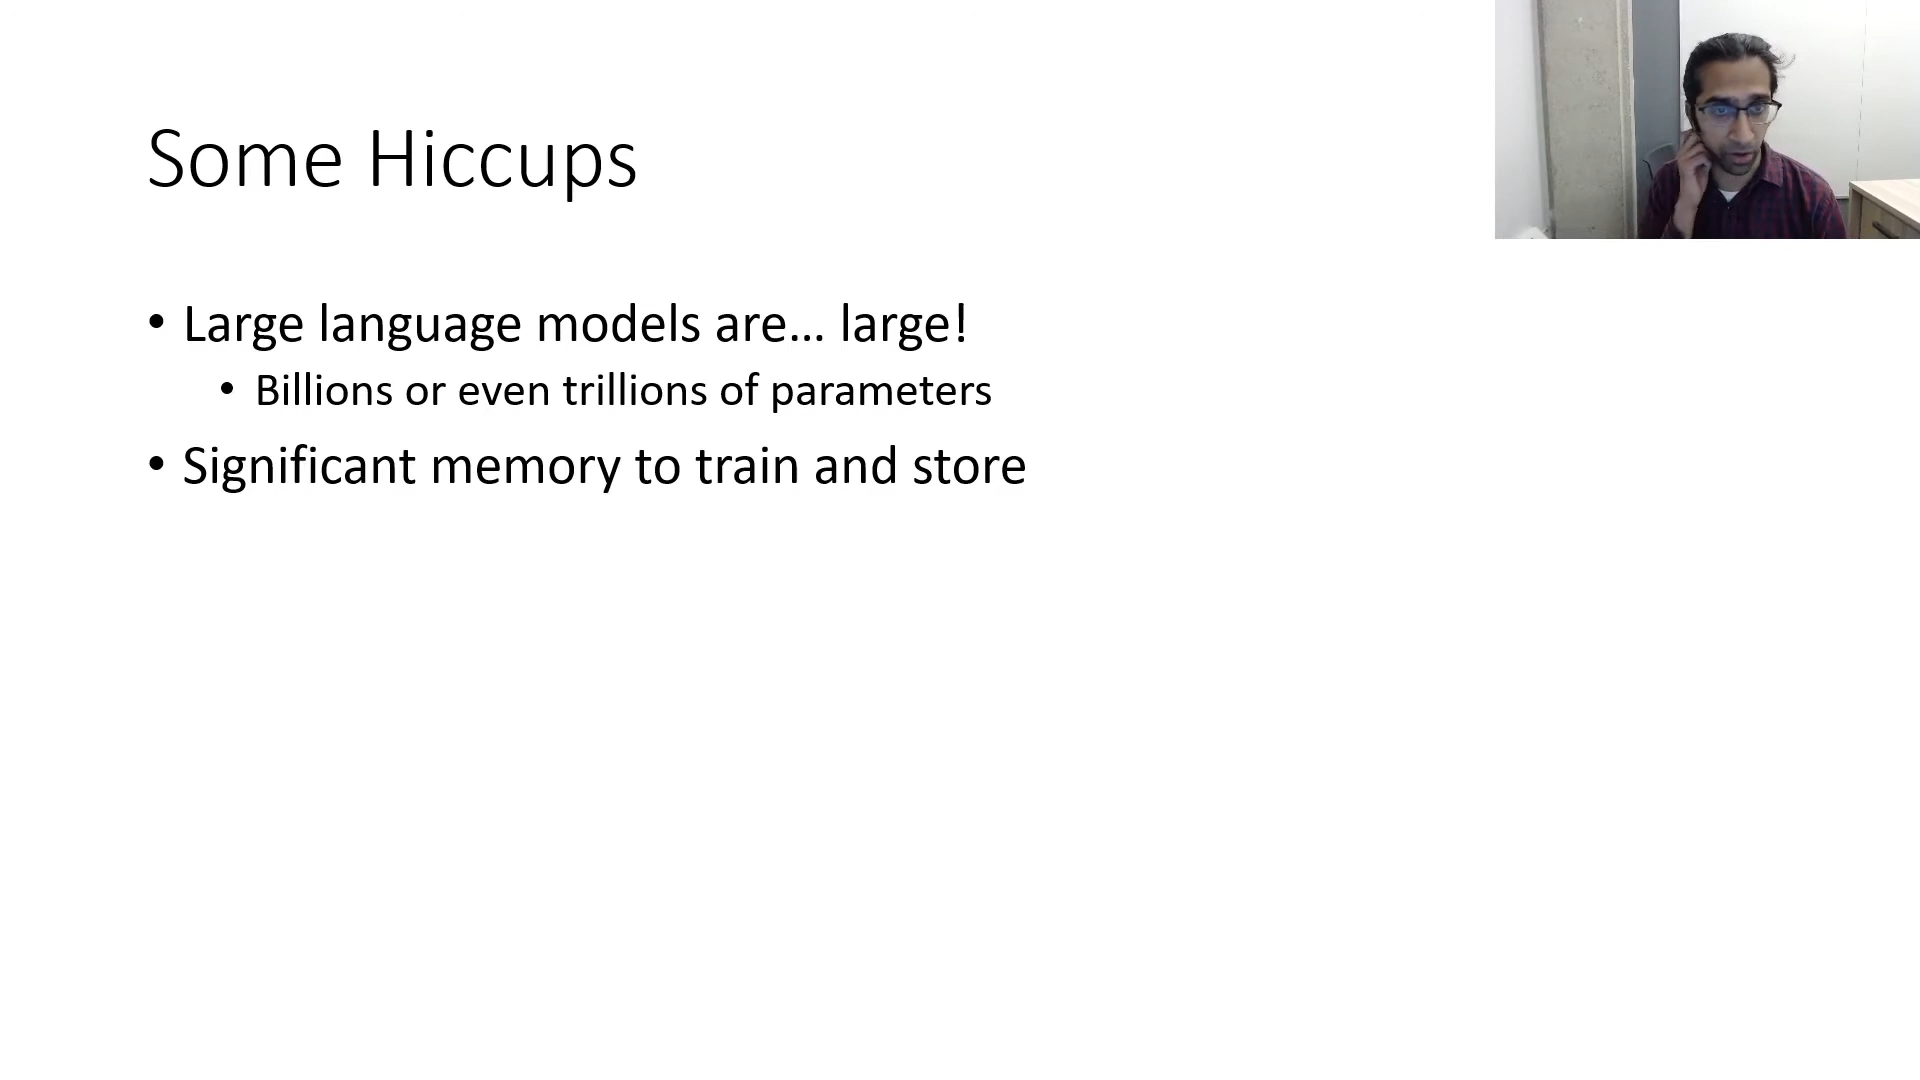 Some Hiccups
• Large language models are... large!
• Billions or even trillions of parameters
• Significant memory to train and store